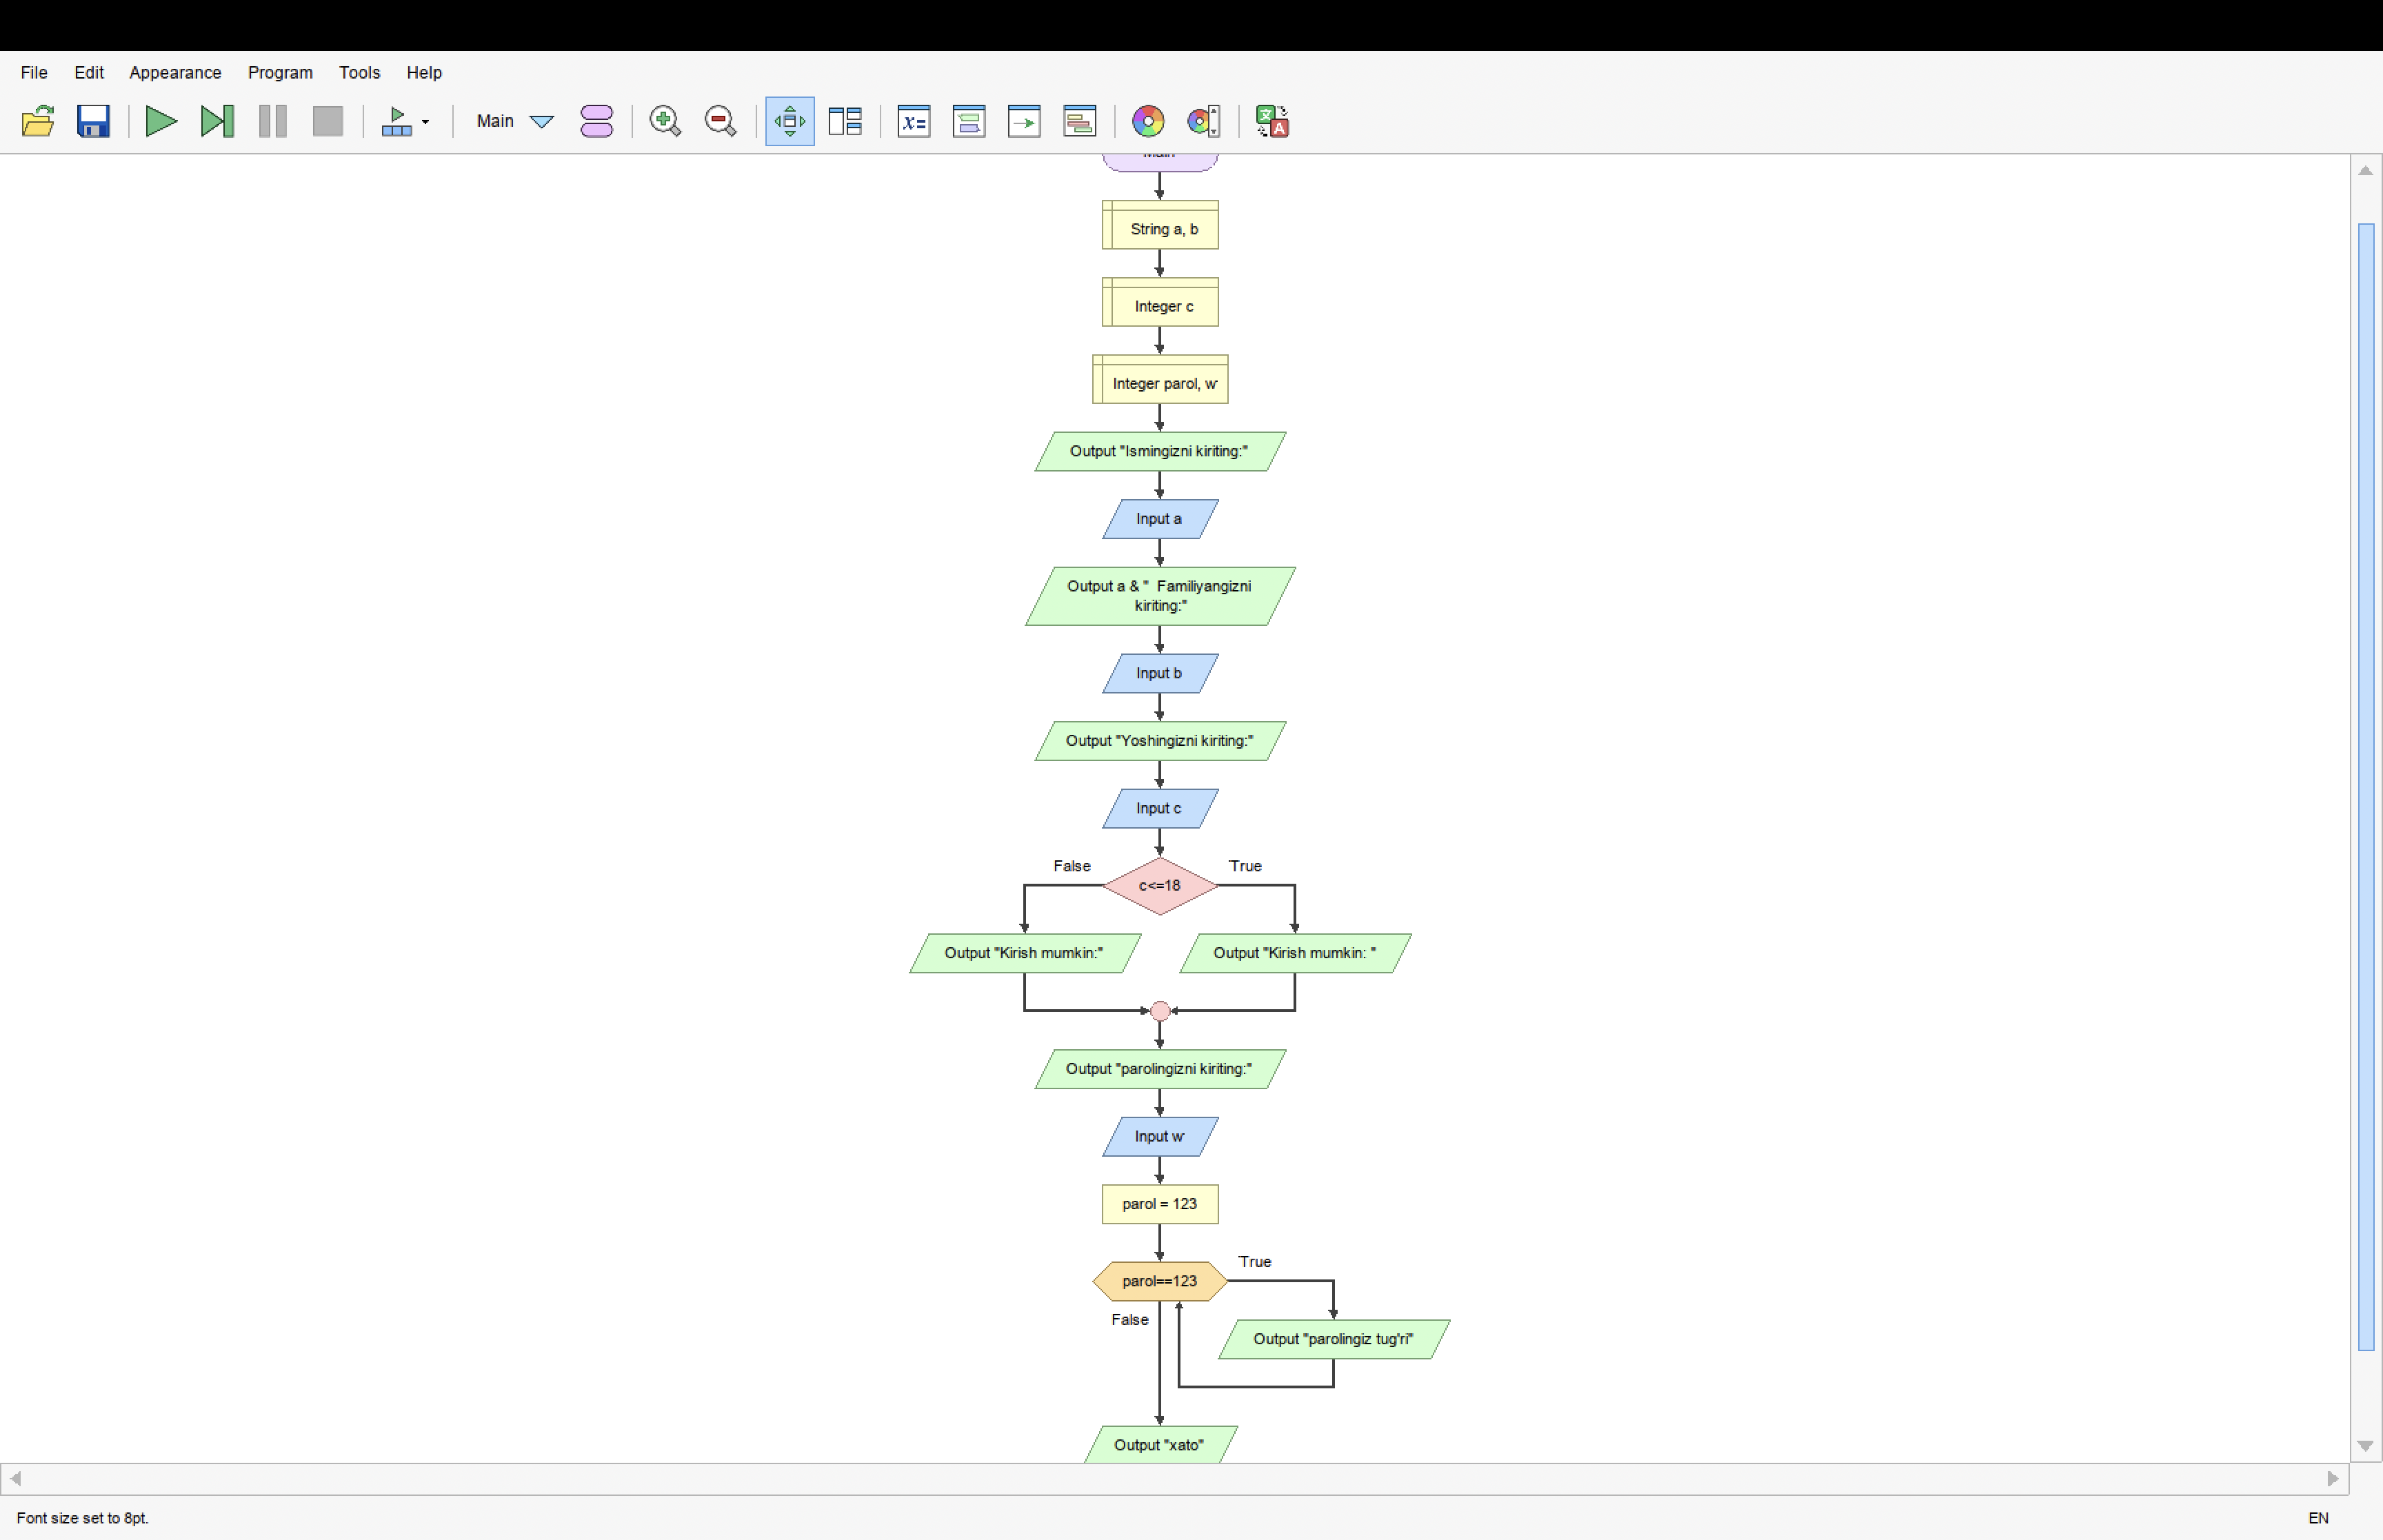 File Edit Appearance Program Tools Help
Main
Main
String a, b
Integer c
Integer parol, w
Output "Ismingizni kiriting:"
Input a
Output a & "  Familiyangizni
kiriting:"
Input b
Output "Yoshingizni kiriting:"
Input c
False
True
c<=18
Output "Kirish mumkin:"
Output "Kirish mumkin: "
Output "parolingizni kiriting:"
Input w
parol = 123
True
parol==123
False
Output "parolingiz tug'ri"
Output "xato"
Font size set to 8pt.
EN